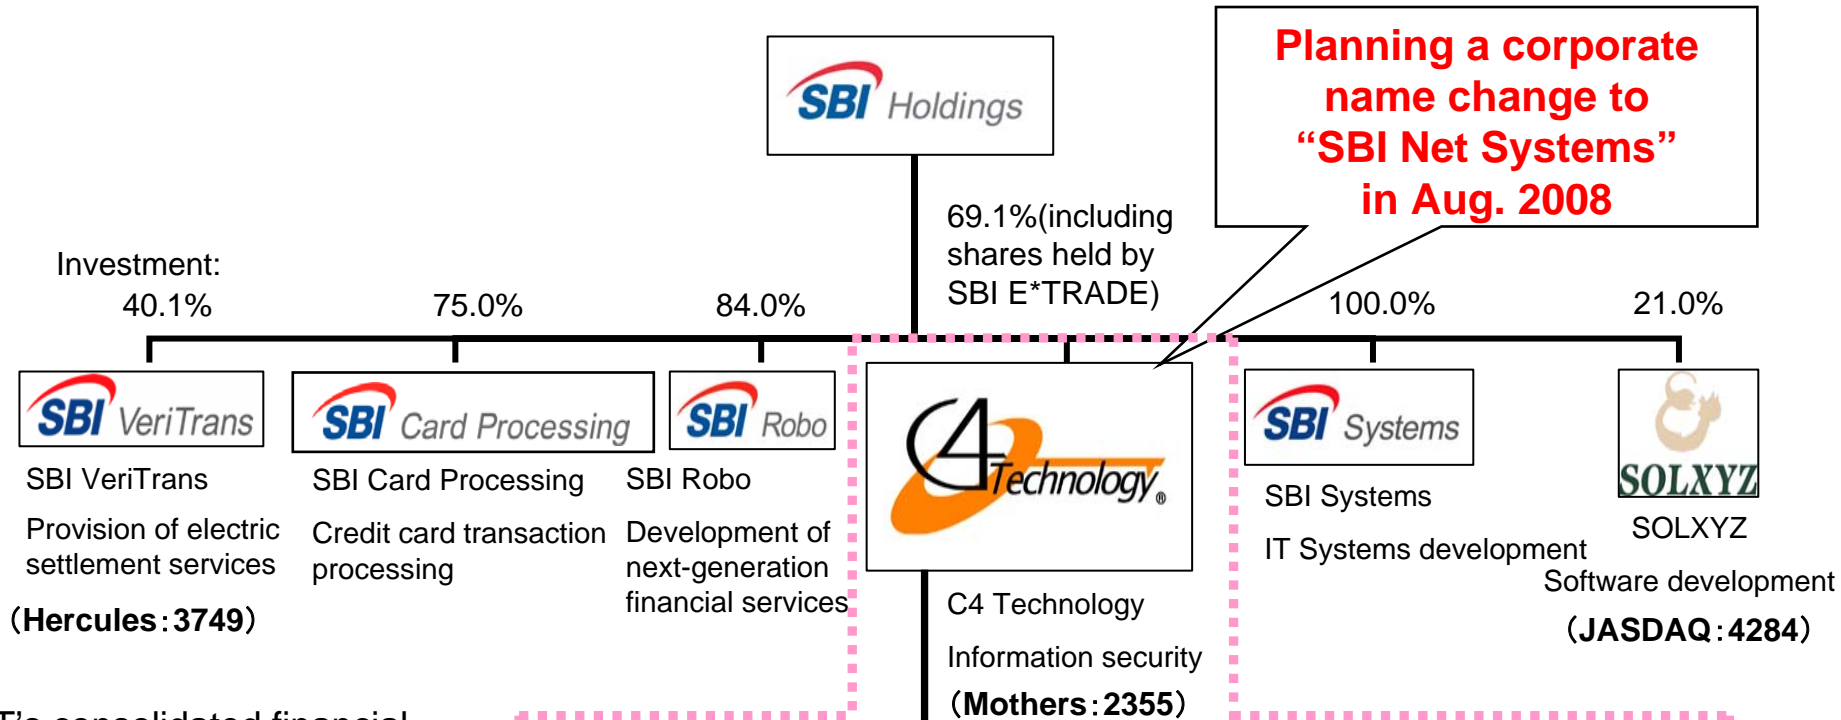 SBI Holdings
Planning a corporate
name change to
“SBI Net Systems”
in Aug. 2008
69.1%(including
shares held by
SBI E*TRADE)
Investment:
40.1%
75.0%
84.0%
100.0%
21.0%
SBI VeriTrans
SBI VeriTrans
Provision of electric
settlement services
（Hercules：3749）
SBI Card Processing
SBI Card Processing
Credit card transaction
processing
SBI Robo
SBI Robo
Development of
next-generation
financial services
C4 Technology®
C4 Technology
Information security
（Mothers：2355）
SBI Systems
SBI Systems
IT Systems development
SOLXYZ
SOLXYZ
Software development
（JASDAQ：4284）
T's consolidated financial